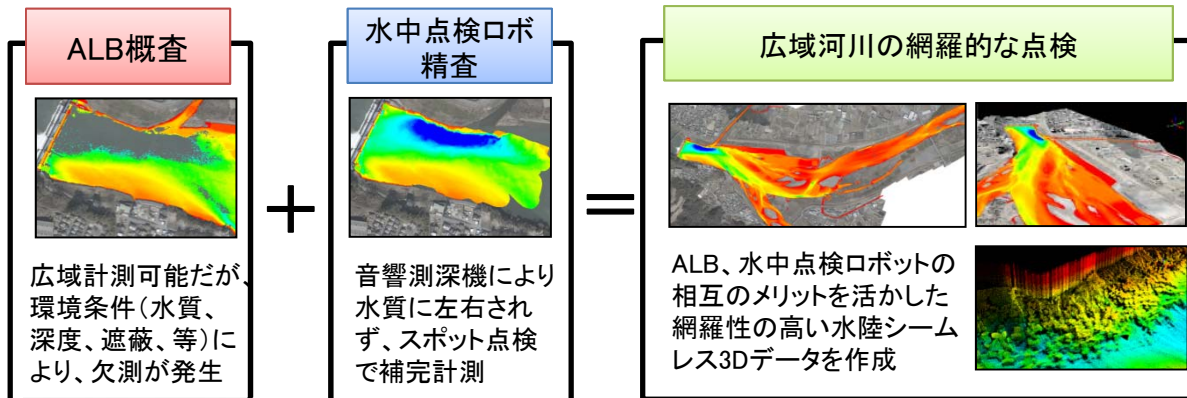 ALB概査
広域計測可能だが、
環境条件(水質、
深度、遮蔽、等)に
より、欠測が発生
+
水中点検ロボ
精査
音響測深機により
水質に左右され
ず、スポット点検
で補完計測
=
広域河川の網羅的な点検
ALB、水中点検ロボットの
相互のメリットを活かした
網羅性の高い水陸シーム
レス3Dデータを作成